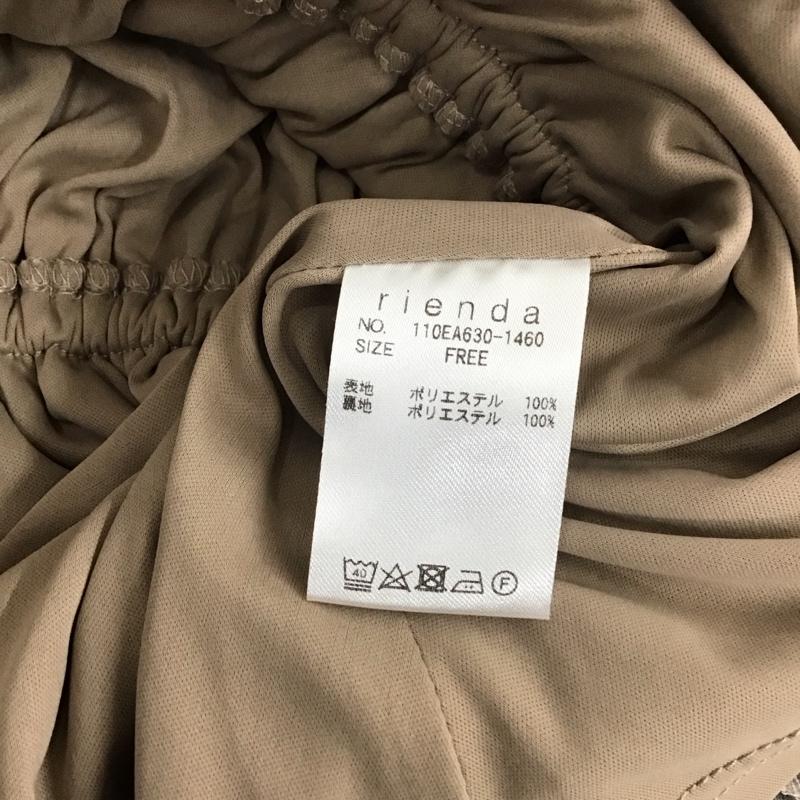 rienda
NO. 110EA630-1460
SIZE FREE
表地 ポリエステル 100%
裏地 ポリエステル 100%
40 F